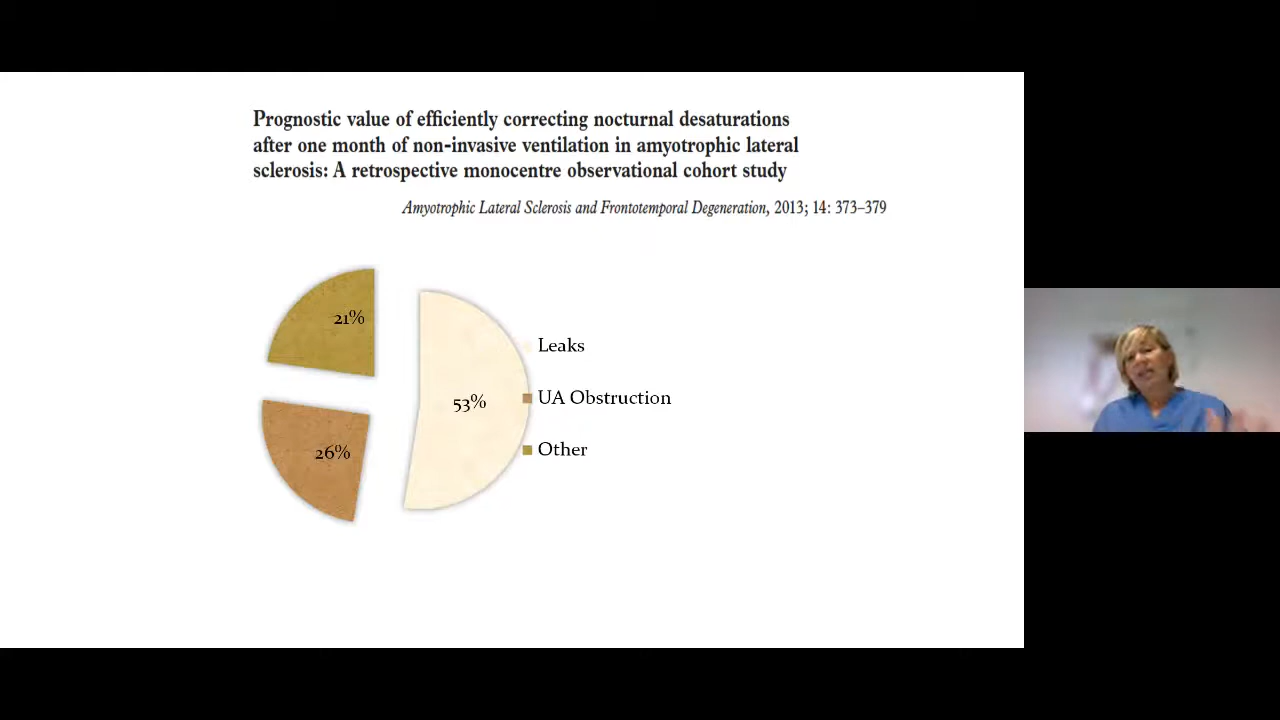 Prognostic value of efficiently correcting nocturnal desaturations
after one month of non-invasive ventilation in amyotrophic lateral
sclerosis: A retrospective monocentre observational cohort study
Amyotrophic Lateral Sclerosis and Frontotemporal Degeneration, 2013; 14: 373–379
21%
53%
26%
Leaks
UA Obstruction
Other